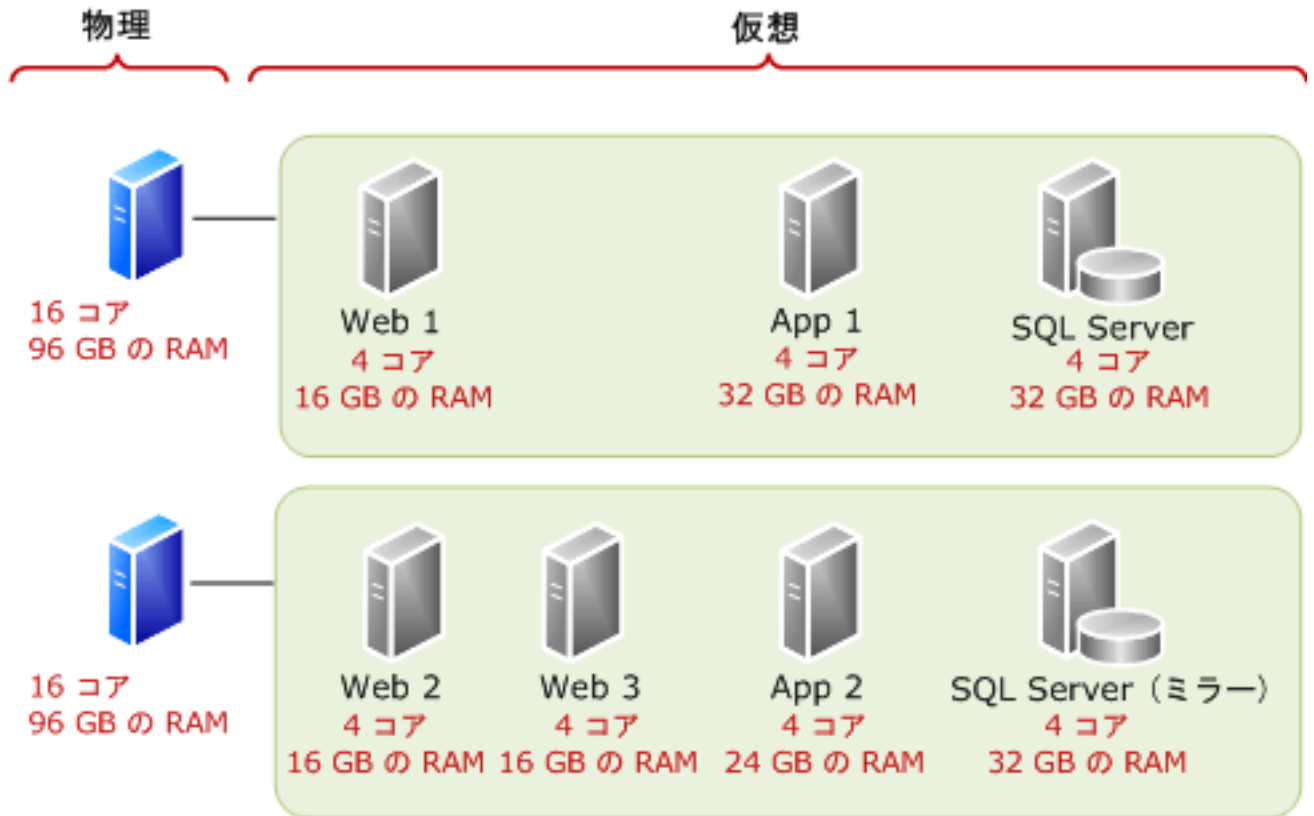 物理
仮想
16 コア
96 GB の RAM
Web 1
4 コア
16 GB の RAM
App 1
4 コア
32 GB の RAM
SQL Server
4 コア
32 GB の RAM
16 コア
96 GB の RAM
Web 2
4 コア
16 GB の RAM
Web 3
4 コア
16 GB の RAM
App 2
4 コア
24 GB の RAM
SQL Server（ミラー）
4 コア
32 GB の RAM